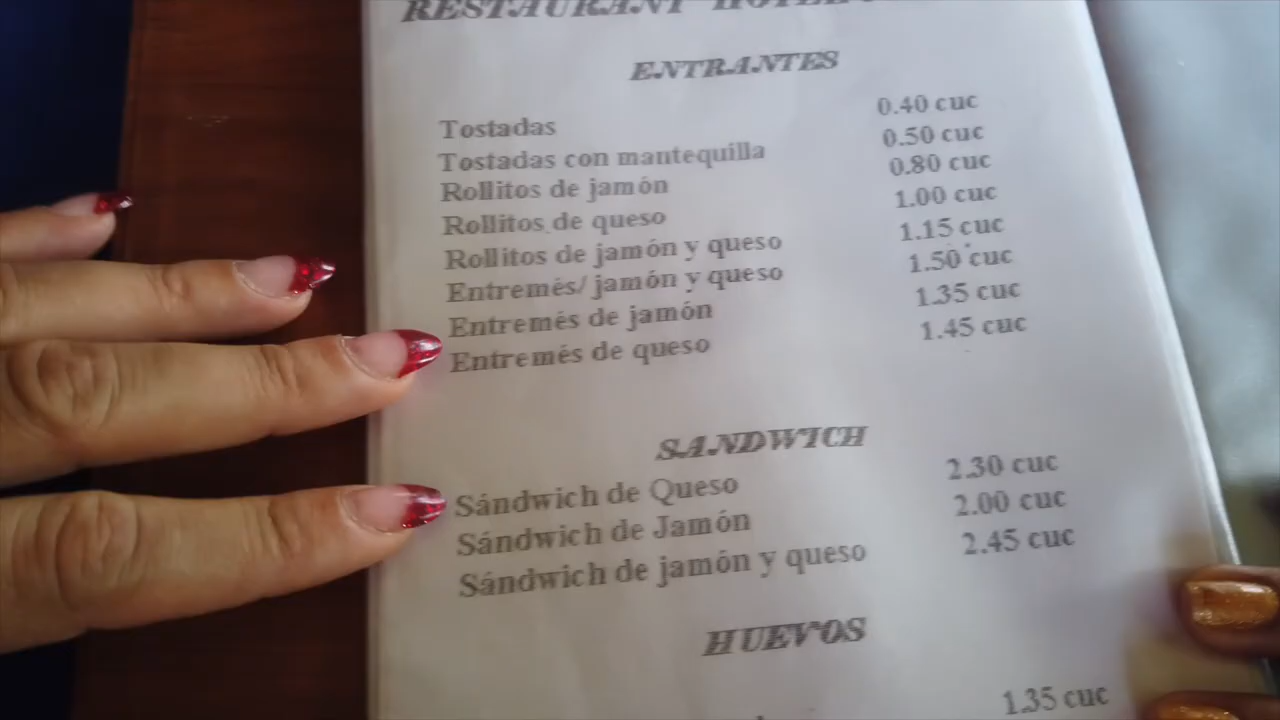 RESTAURANT
ENTRANTES
Tostadas 0.40 cuc
Tostadas con mantequilla 0.50 cuc
Rollitos de jamón 0.80 cuc
Rollitos de queso 1.00 cuc
Rollitos de jamón y queso 1.15 cuc
Entremés/ jamón y queso 1.50 cuc
Entremés de jamón 1.35 cuc
Entremés de queso 1.45 cuc
SANDWICH
Sándwich de Queso 2.30 cuc
Sándwich de Jamón 2.00 cuc
Sándwich de jamón y queso 2.45 cuc
HUEVOS
1.35 cuc